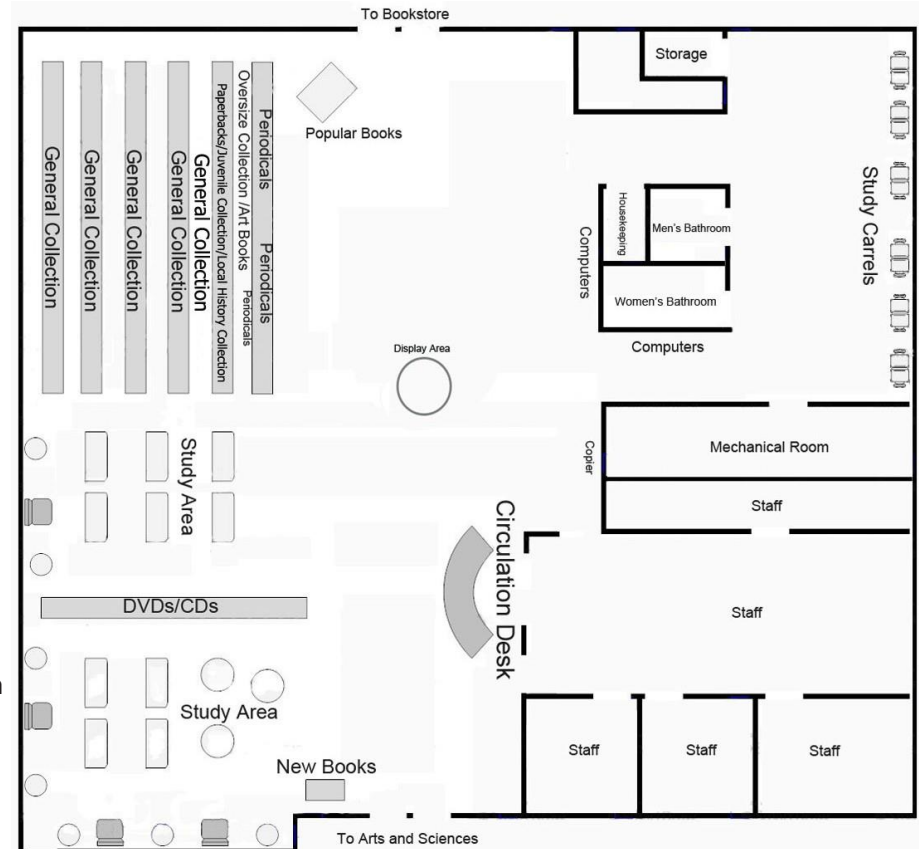 To Bookstore
Storage
Popular Books
General Collection
General Collection
General Collection
General Collection
General Collection
Paperbacks/Juvenile Collection/Local History Collection
Oversize Collection /Art Books
Periodicals
Periodicals
Periodicals
Study Carrels
Housekeeping
Men's Bathroom
Women's Bathroom
Computers
Computers
Display Area
Study Area
Copier
Mechanical Room
Staff
Circulation Desk
Staff
DVDs/CDs
Study Area
New Books
Staff
Staff
Staff
To Arts and Sciences